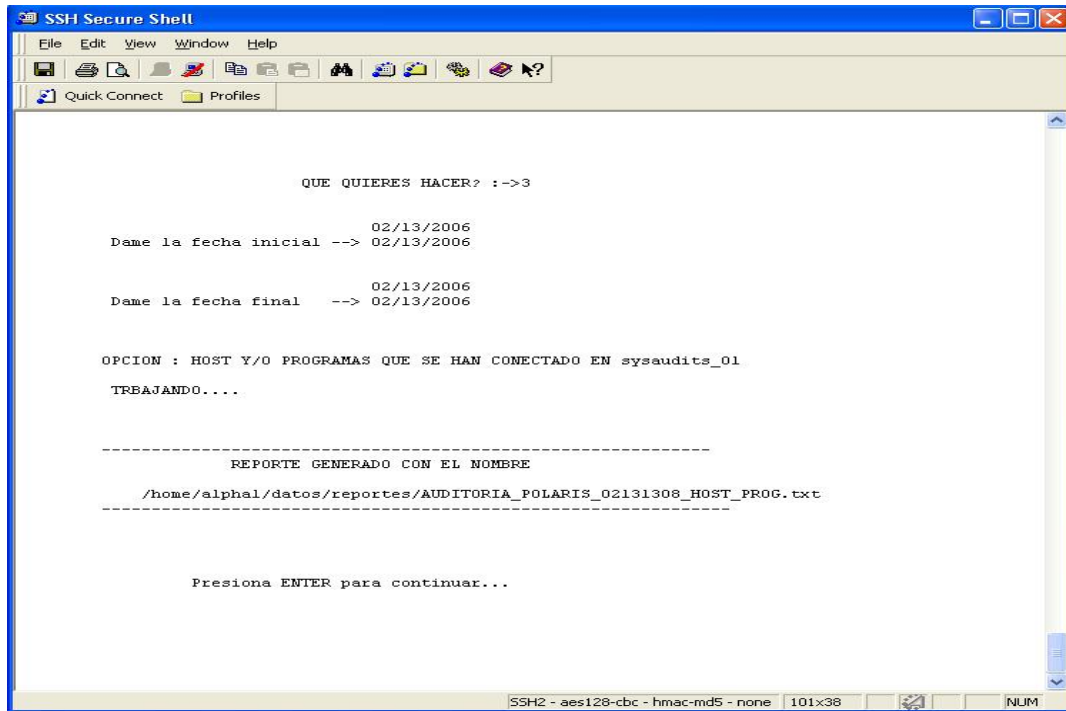 SSH Secure Shell
File Edit View Window Help
Quick Connect Profiles
QUE QUIERES HACER? :->3
02/13/2006
Dame la fecha inicial --> 02/13/2006
02/13/2006
Dame la fecha final --> 02/13/2006
OPCION : HOST Y/O PROGRAMAS QUE SE HAN CONECTADO EN sysaudits_01
TRBAJANDO....
-------------------------------------------------------------
REPORTE GENERADO CON EL NOMBRE
/home/alphal/datos/reportes/AUDITORIA_POLARIS_02131308_HOST_PROG.txt
---------------------------------------------------------------
Presiona ENTER para continuar...
SSH2 - aes128-cbc - hmac-md5 - none 101x38 NUM